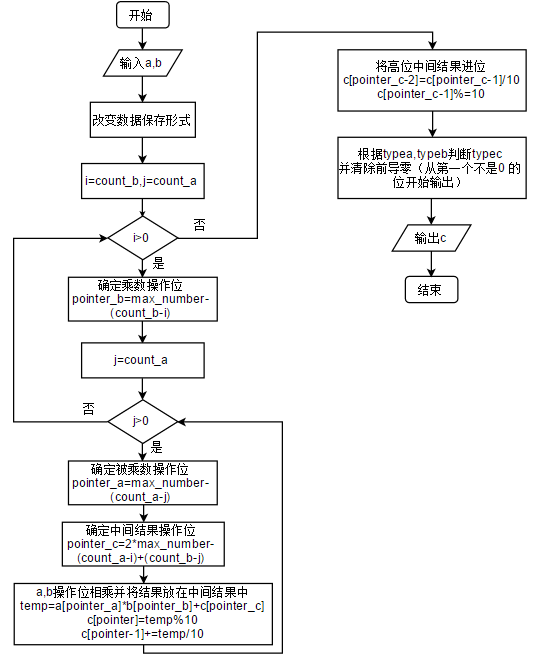 开始
输入a,b
改变数据保存形式
i=count_b,j=count_a
i>0
否
是
确定乘数操作位
pointer_b=max_number-
(count_b-i)
j=count_a
j>0
否
是
确定被乘数操作位
pointer_a=max_number-
(count_a-j)
确定中间结果操作位
pointer_c=2*max_number-
(count_a-i)+(count_b-j)
a,b操作位相乘并将结果放在中间结果中
temp=a[pointer_a]*b[pointer_b]+c[pointer_c]
c[pointer]=temp%10
c[pointer-1]+=temp/10
将高位中间结果进位
c[pointer_c-2]=c[pointer_c-1]/10
c[pointer_c-1]%=10
根据typea,typeb判断typec
并清除前导零（从第一个不是0 的
位开始输出）
输出c
结束